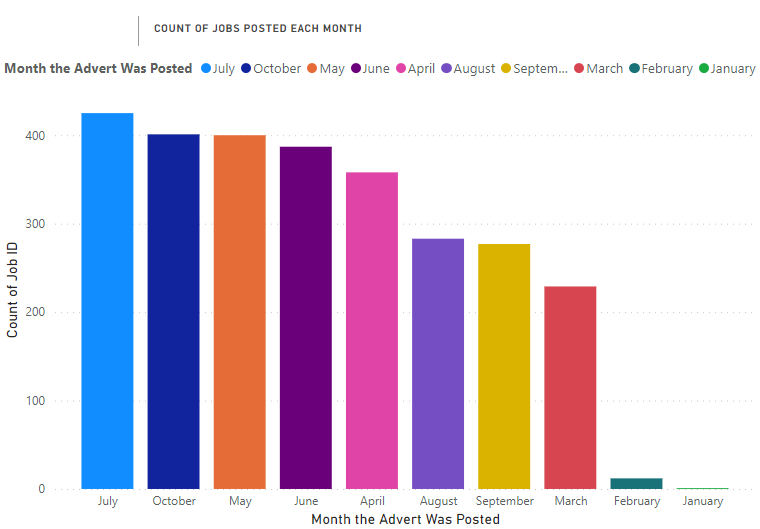 COUNT OF JOBS POSTED EACH MONTH
Month the Advert Was Posted July October May June April August Septem... March February January
400
300
200
100
0
Count of Job ID
July October May June April August September March February January
Month the Advert Was Posted